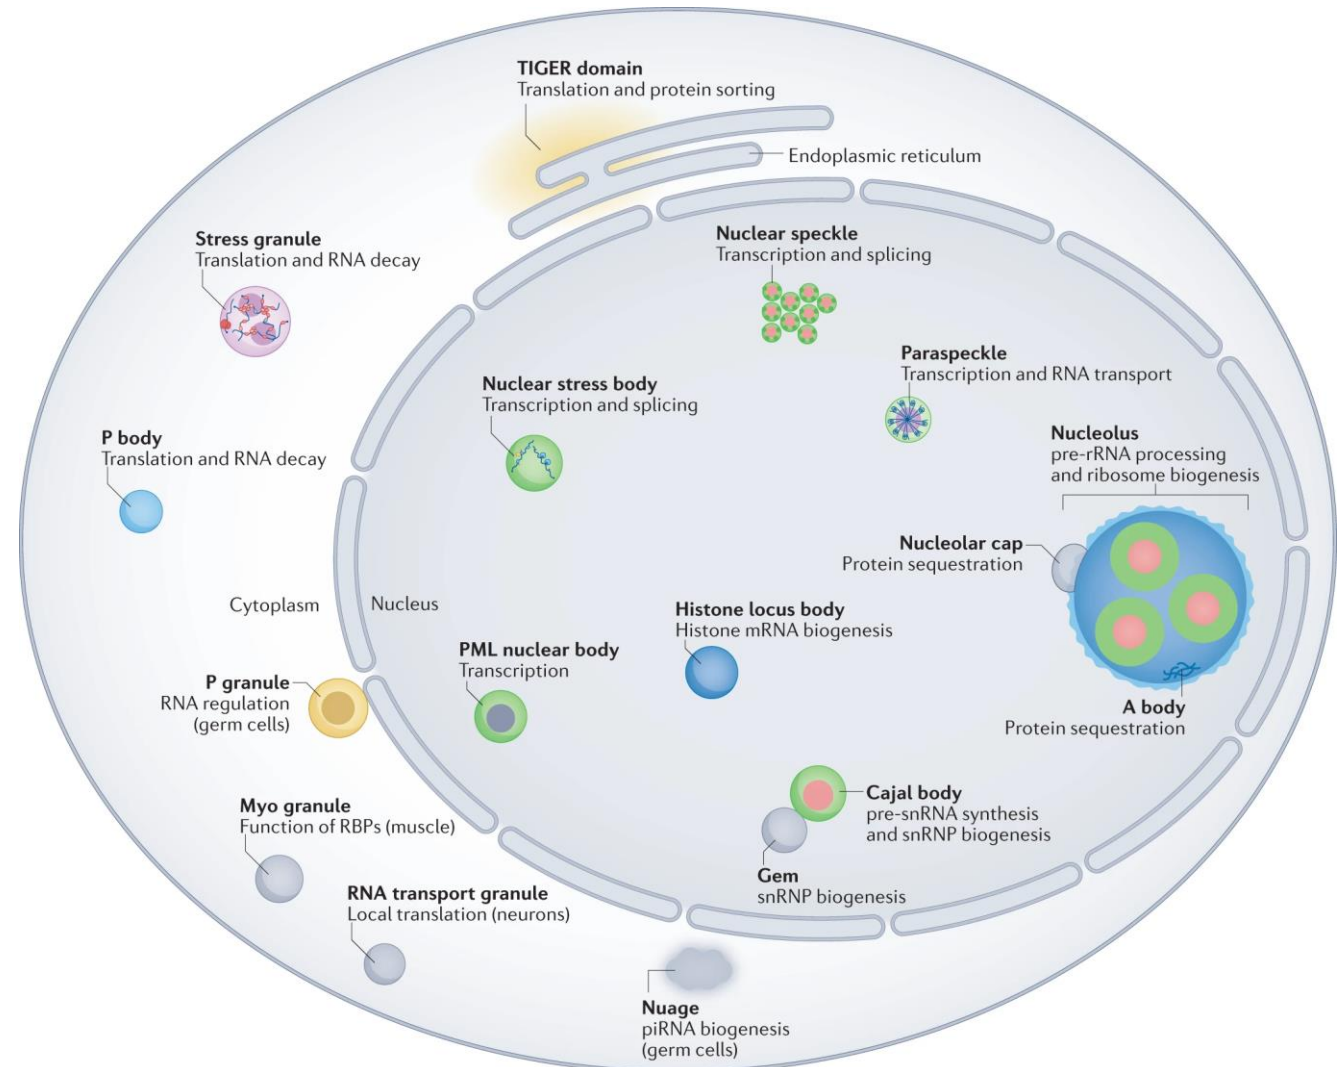 TIGER domain
Translation and protein sorting
Endoplasmic reticulum
Stress granule
Translation and RNA decay
Nuclear speckle
Transcription and splicing
Paraspeckle
Transcription and RNA transport
Nuclear stress body
Transcription and splicing
P body
Translation and RNA decay
Nucleolus
pre-rRNA processing
and ribosome biogenesis
Nucleolar cap
Protein sequestration
Cytoplasm
Nucleus
Histone locus body
Histone mRNA biogenesis
PML nuclear body
Transcription
P granule
RNA regulation
(germ cells)
A body
Protein sequestration
Myo granule
Function of RBPs (muscle)
Cajal body
pre-snRNA synthesis
and snRNP biogenesis
Gem
snRNP biogenesis
RNA transport granule
Local translation (neurons)
Nuage
piRNA biogenesis
(germ cells)